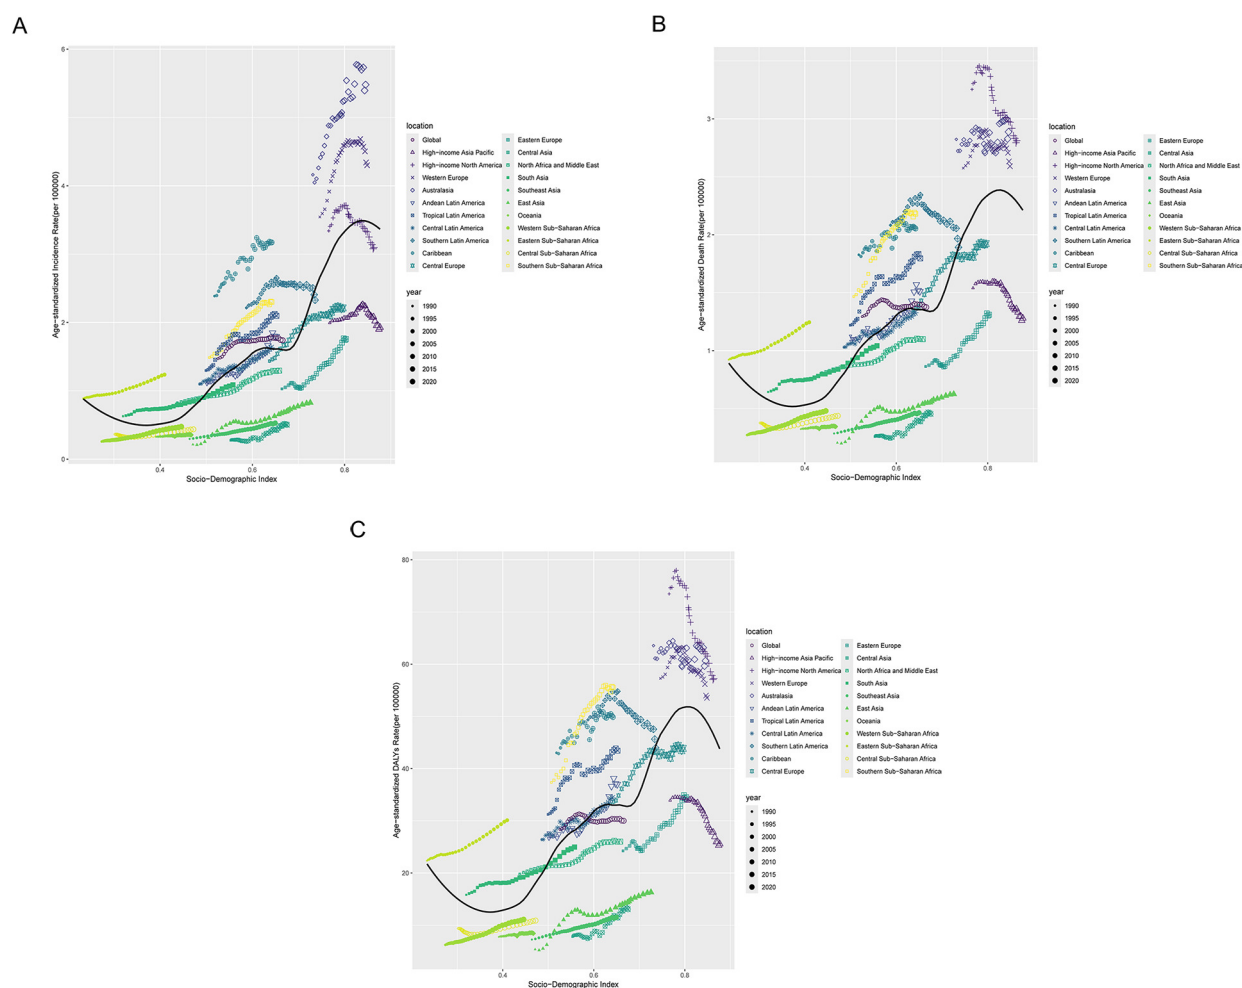 A
6
4
2
0
0.4
0.6
0.8
Socio-Demographic Index
Age-standardized Incidence Rate(per 100000)
location
Global
High-income Asia Pacific
High-income North America
Western Europe
Australasia
Andean Latin America
Tropical Latin America
Central Latin America
Southern Latin America
Caribbean
Central Europe
Eastern Europe
Central Asia
North Africa and Middle East
South Asia
Southeast Asia
East Asia
Oceania
Western Sub-Saharan Africa
Eastern Sub-Saharan Africa
Central Sub-Saharan Africa
Southern Sub-Saharan Africa
year
1990
1995
2000
2005
2010
2015
2020
B
3
2
1
0.4
0.6
0.8
Socio-Demographic Index
Age-standardized Death Rate(per 100000)
location
Global
High-income Asia Pacific
High-income North America
Western Europe
Australasia
Andean Latin America
Tropical Latin America
Central Latin America
Southern Latin America
Caribbean
Central Europe
Eastern Europe
Central Asia
North Africa and Middle East
South Asia
Southeast Asia
East Asia
Oceania
Western Sub-Saharan Africa
Eastern Sub-Saharan Africa
Central Sub-Saharan Africa
Southern Sub-Saharan Africa
year
1990
1995
2000
2005
2010
2015
2020
C
80
60
40
20
0.4
0.6
0.8
Socio-Demographic Index
Age-standardized DALY Rate(per 100000)
location
Global
High-income Asia Pacific
High-income North America
Western Europe
Australasia
Andean Latin America
Tropical Latin America
Central Latin America
Southern Latin America
Caribbean
Central Europe
Eastern Europe
Central Asia
North Africa and Middle East
South Asia
Southeast Asia
East Asia
Oceania
Western Sub-Saharan Africa
Eastern Sub-Saharan Africa
Central Sub-Saharan Africa
Southern Sub-Saharan Africa
year
1990
1995
2000
2005
2010
2015
2020